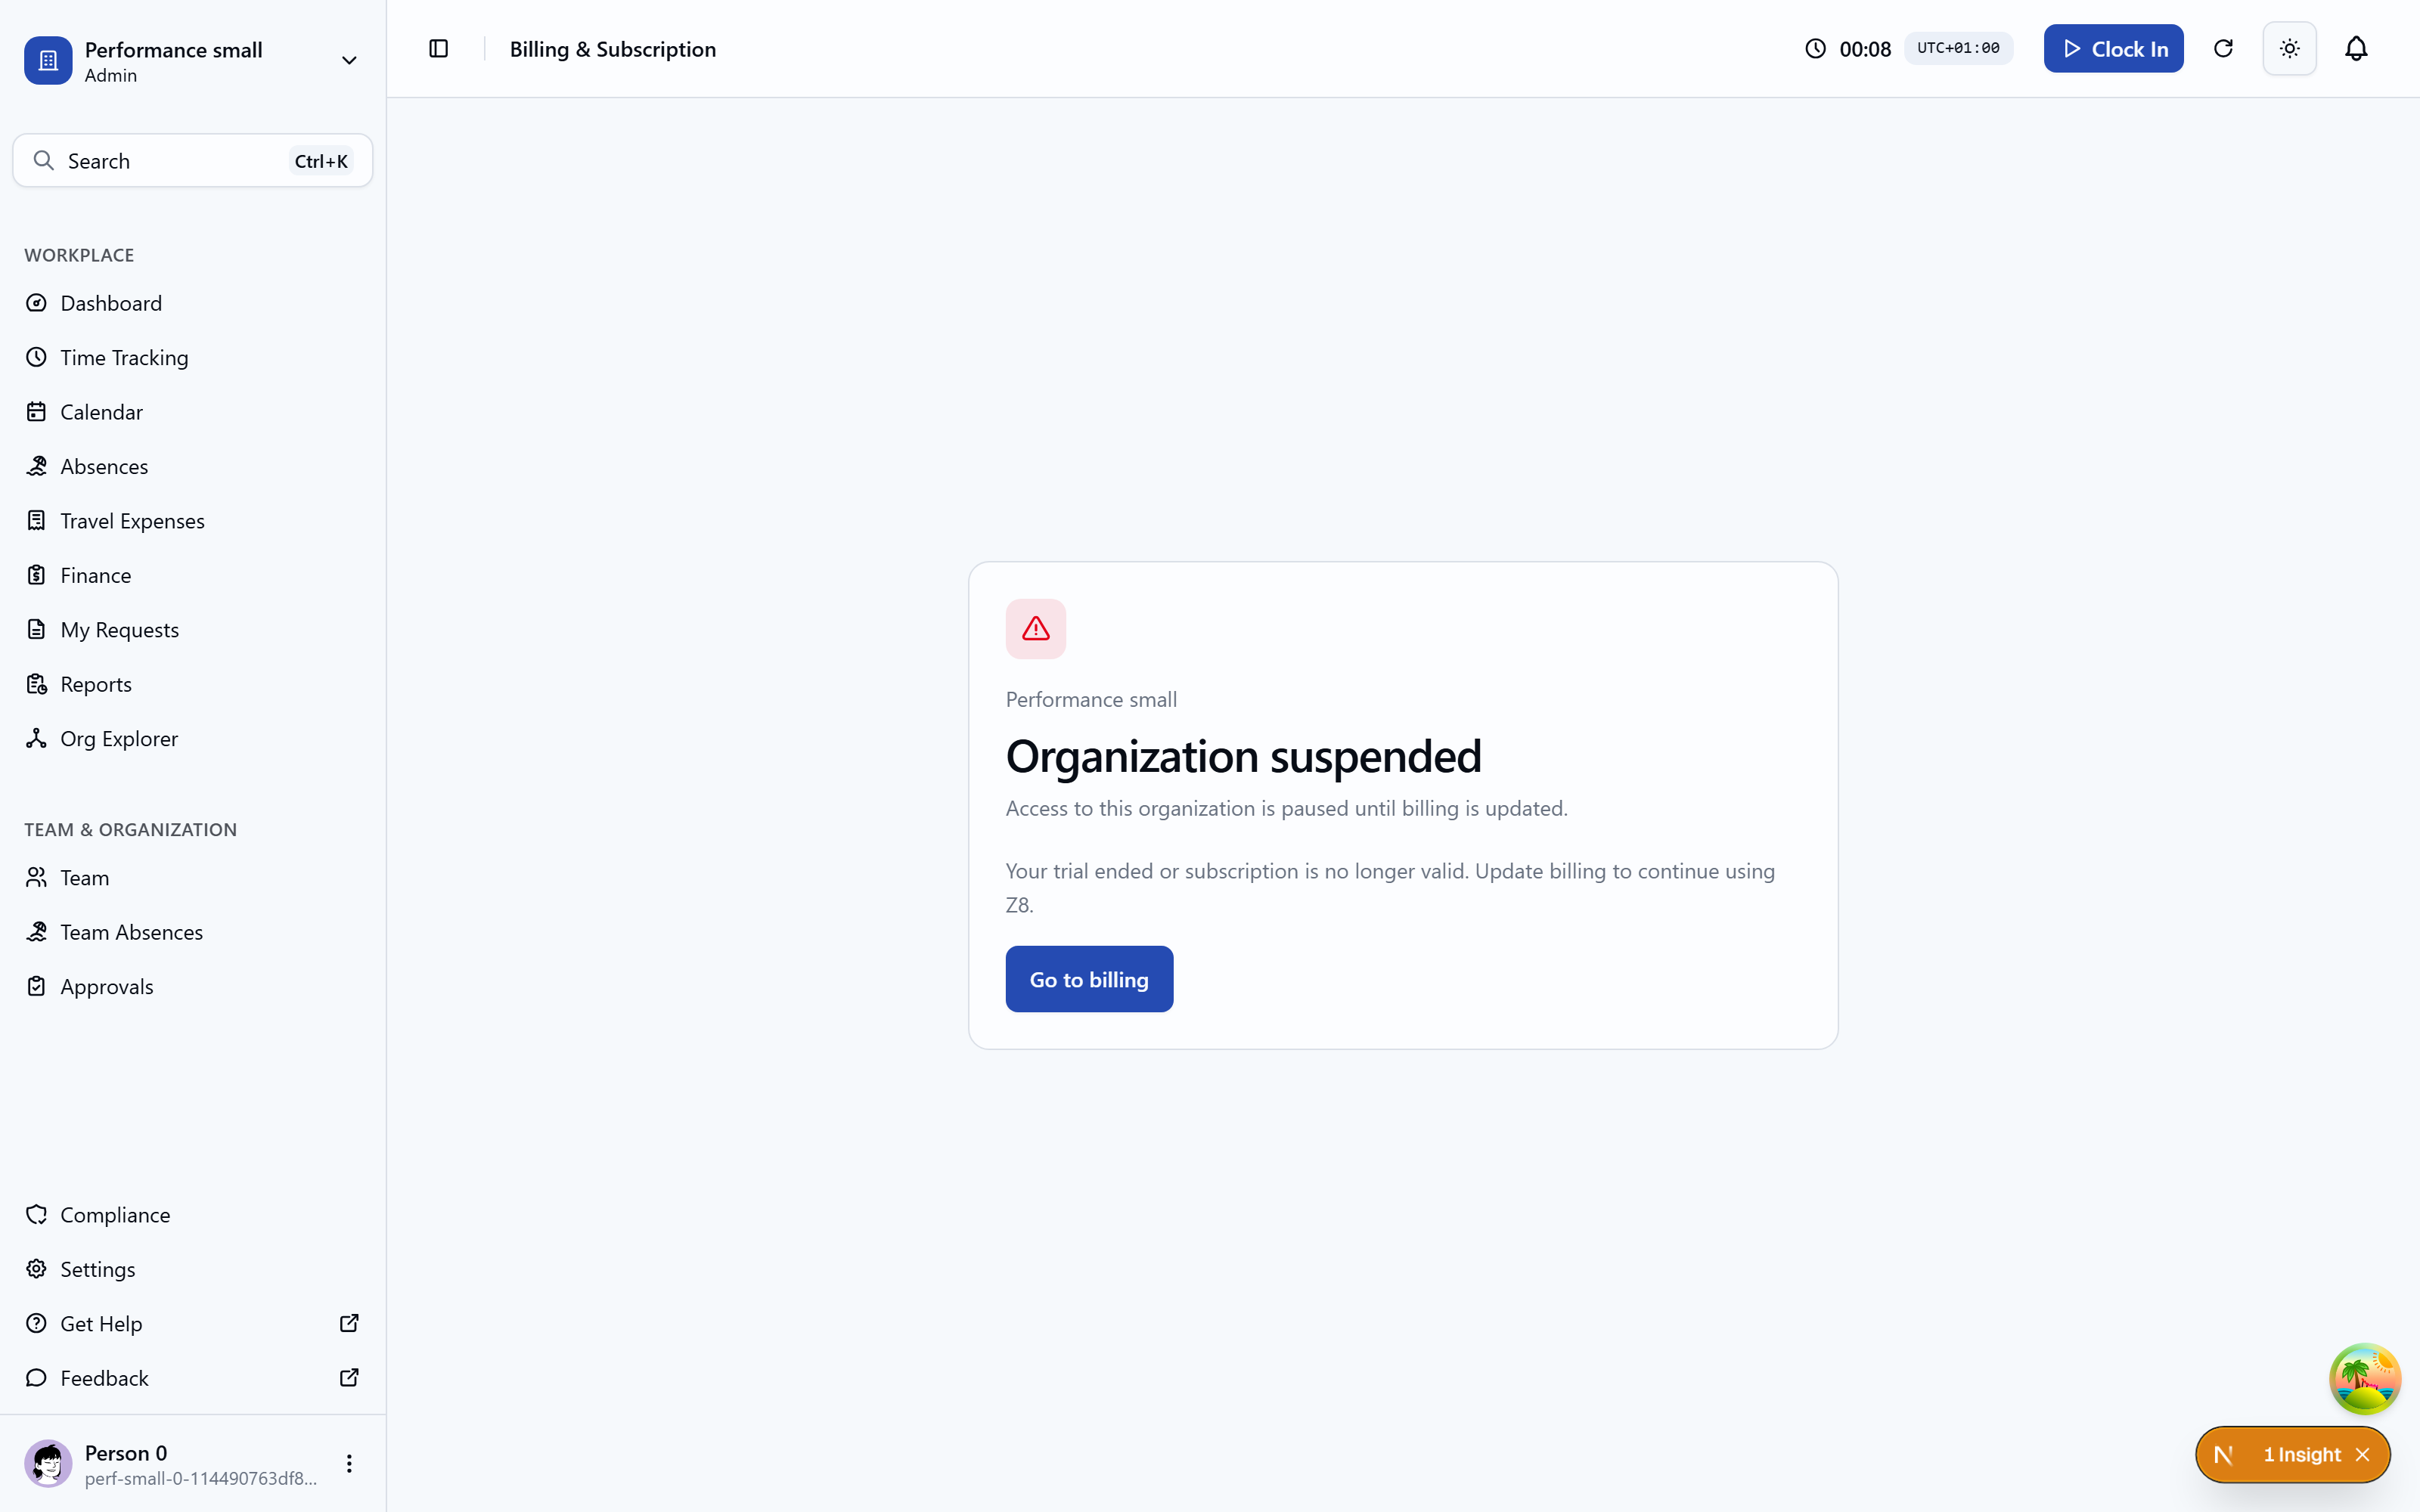 Performance small
Admin
Search
Ctrl+K
WORKPLACE
Dashboard
Time Tracking
Calendar
Absences
Travel Expenses
Finance
My Requests
Reports
Org Explorer
TEAM & ORGANIZATION
Team
Team Absences
Approvals
Compliance
Settings
Get Help
Feedback
Person 0
perf-small-0-114490763df8...
Billing & Subscription
00:08
UTC+01:00
Clock In
Performance small
Organization suspended
Access to this organization is paused until billing is updated.
Your trial ended or subscription is no longer valid. Update billing to continue using
Z8.
Go to billing
N
1 Insight